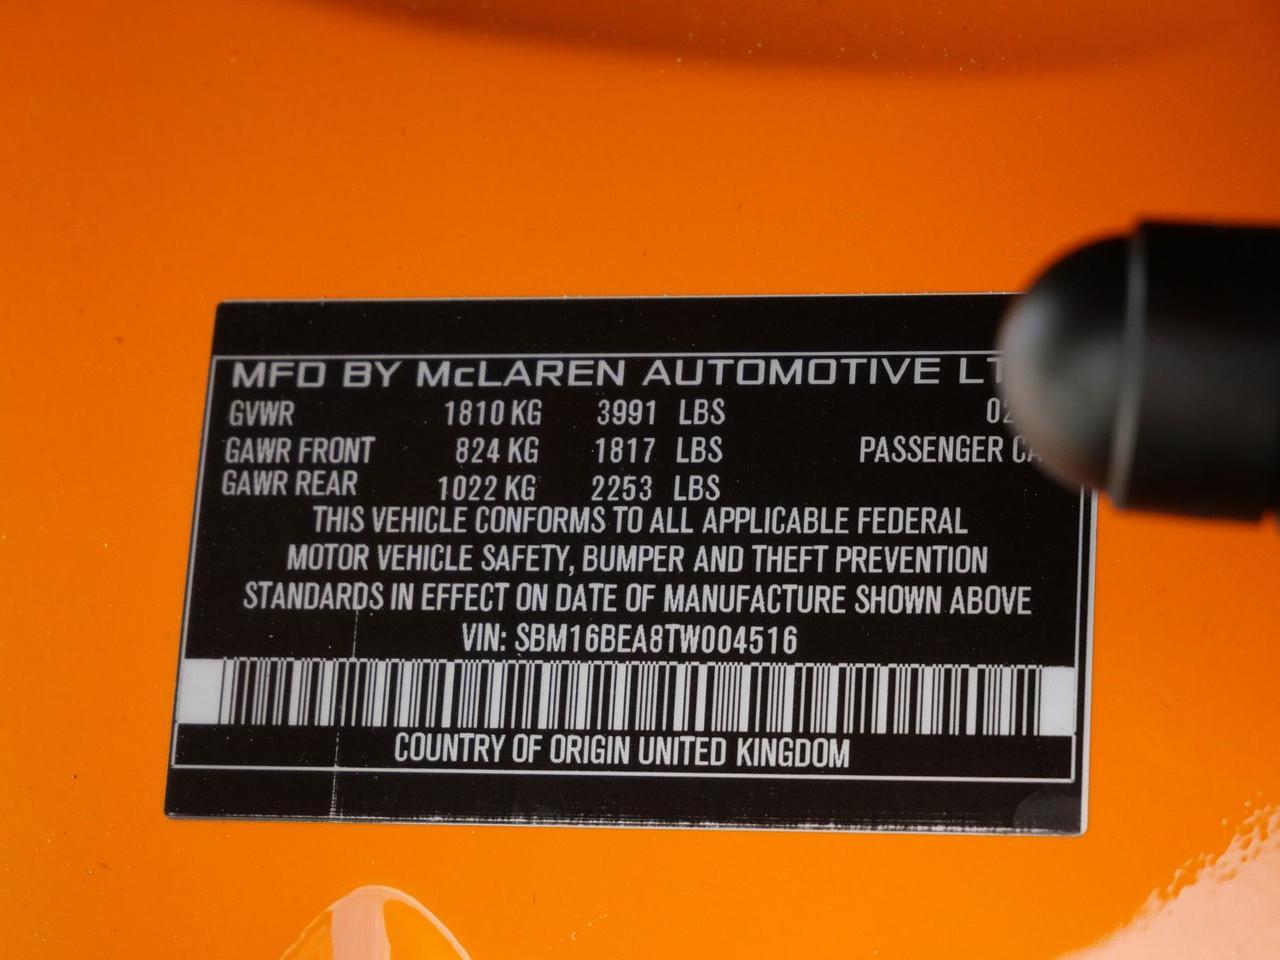 MFD BY McLAREN AUTOMOTIVE
GVWR 1810 KG 3991 LBS
GAWR FRONT 824 KG 1817 LBS PASSENGER
GAWR REAR 1022 KG 2253 LBS
THIS VEHICLE CONFORMS TO ALL APPLICABLE FEDERAL
MOTOR VEHICLE SAFETY, BUMPER AND THEFT PREVENTION
STANDARDS IN EFFECT ON DATE OF MANUFACTURE SHOWN ABOVE
VIN: SBM16BEA8TW004516
COUNTRY OF ORIGIN UNITED KINGDOM